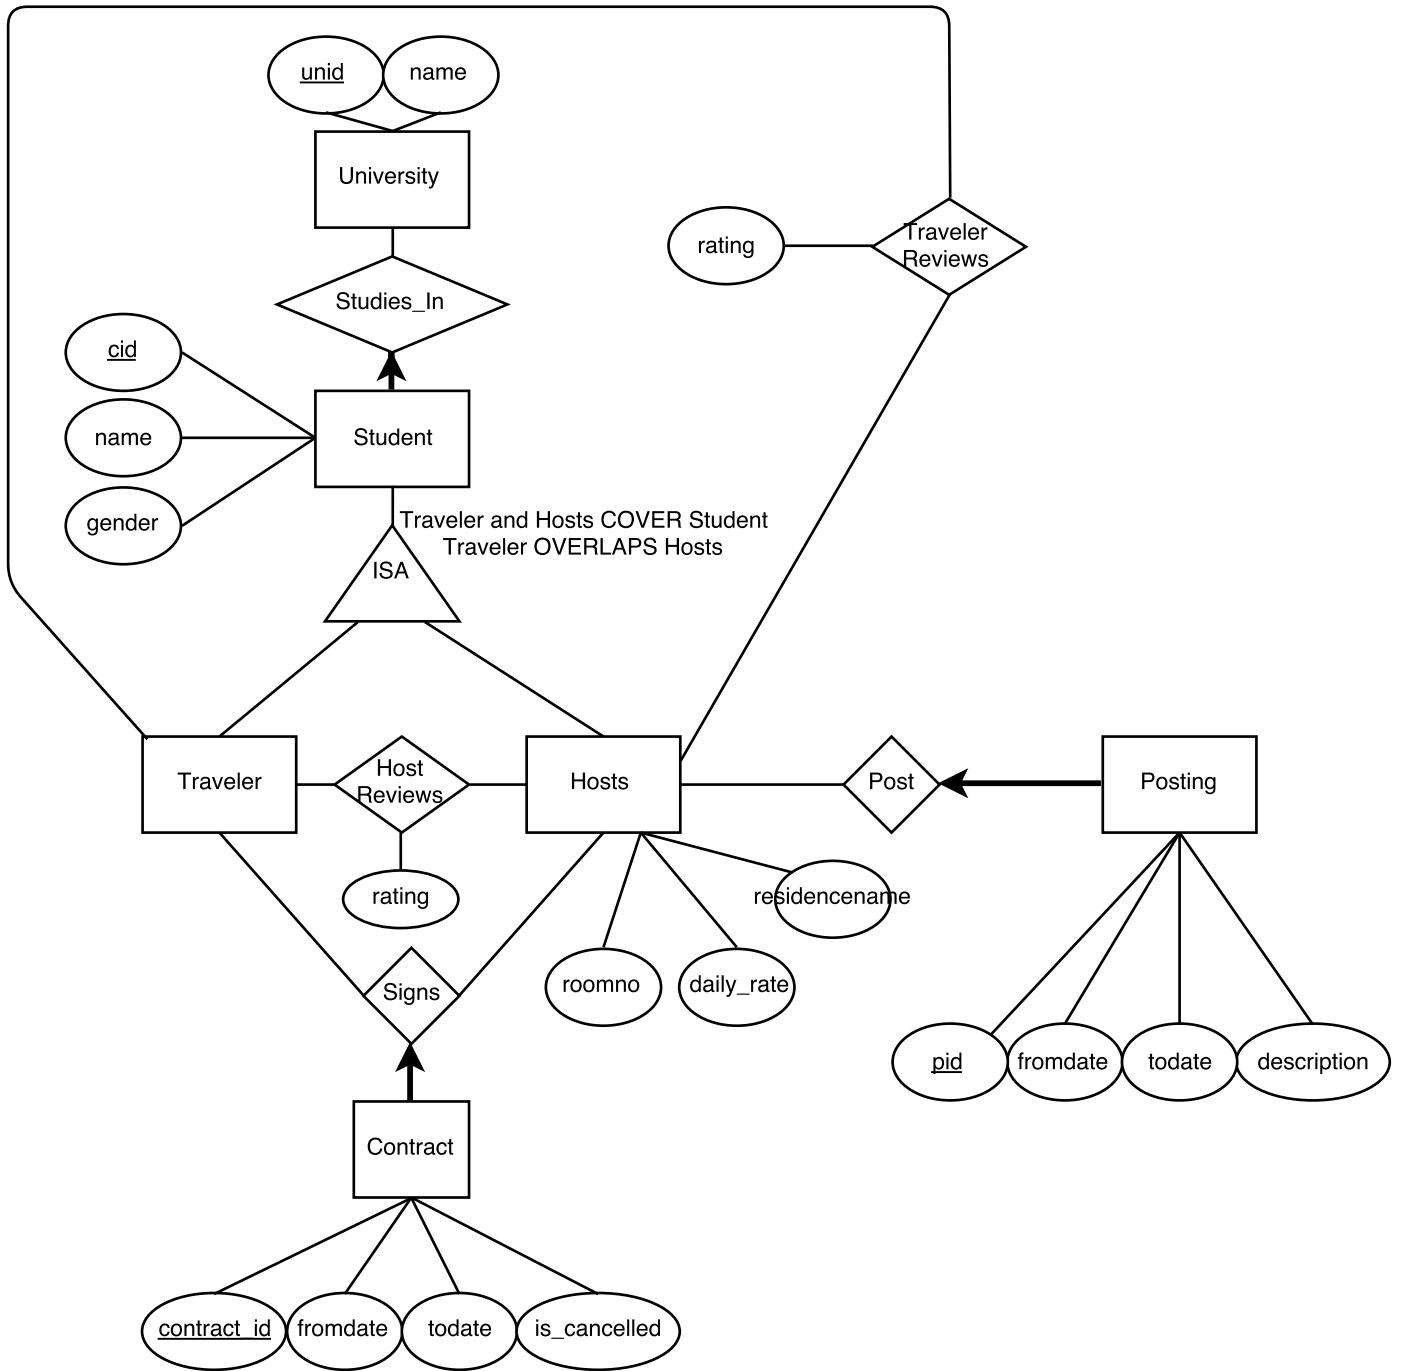 unid
name
University
rating
Traveler
Reviews
Studies_In
cid
name
gender
Student
Traveler and Hosts COVER Student
Traveler OVERLAPS Hosts
ISA
Traveler
Host
Reviews
Hosts
Post
Posting
rating
residencename
roomno
daily_rate
Signs
pid
fromdate
todate
description
Contract
contract_id
fromdate
todate
is_cancelled